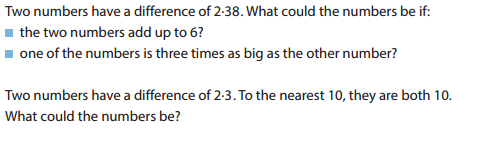 Two numbers have a difference of 2·38. What could the numbers be if:
■ the two numbers add up to 6?
■ one of the numbers is three times as big as the other number?
Two numbers have a difference of 2·3. To the nearest 10, they are both 10.
What could the numbers be?